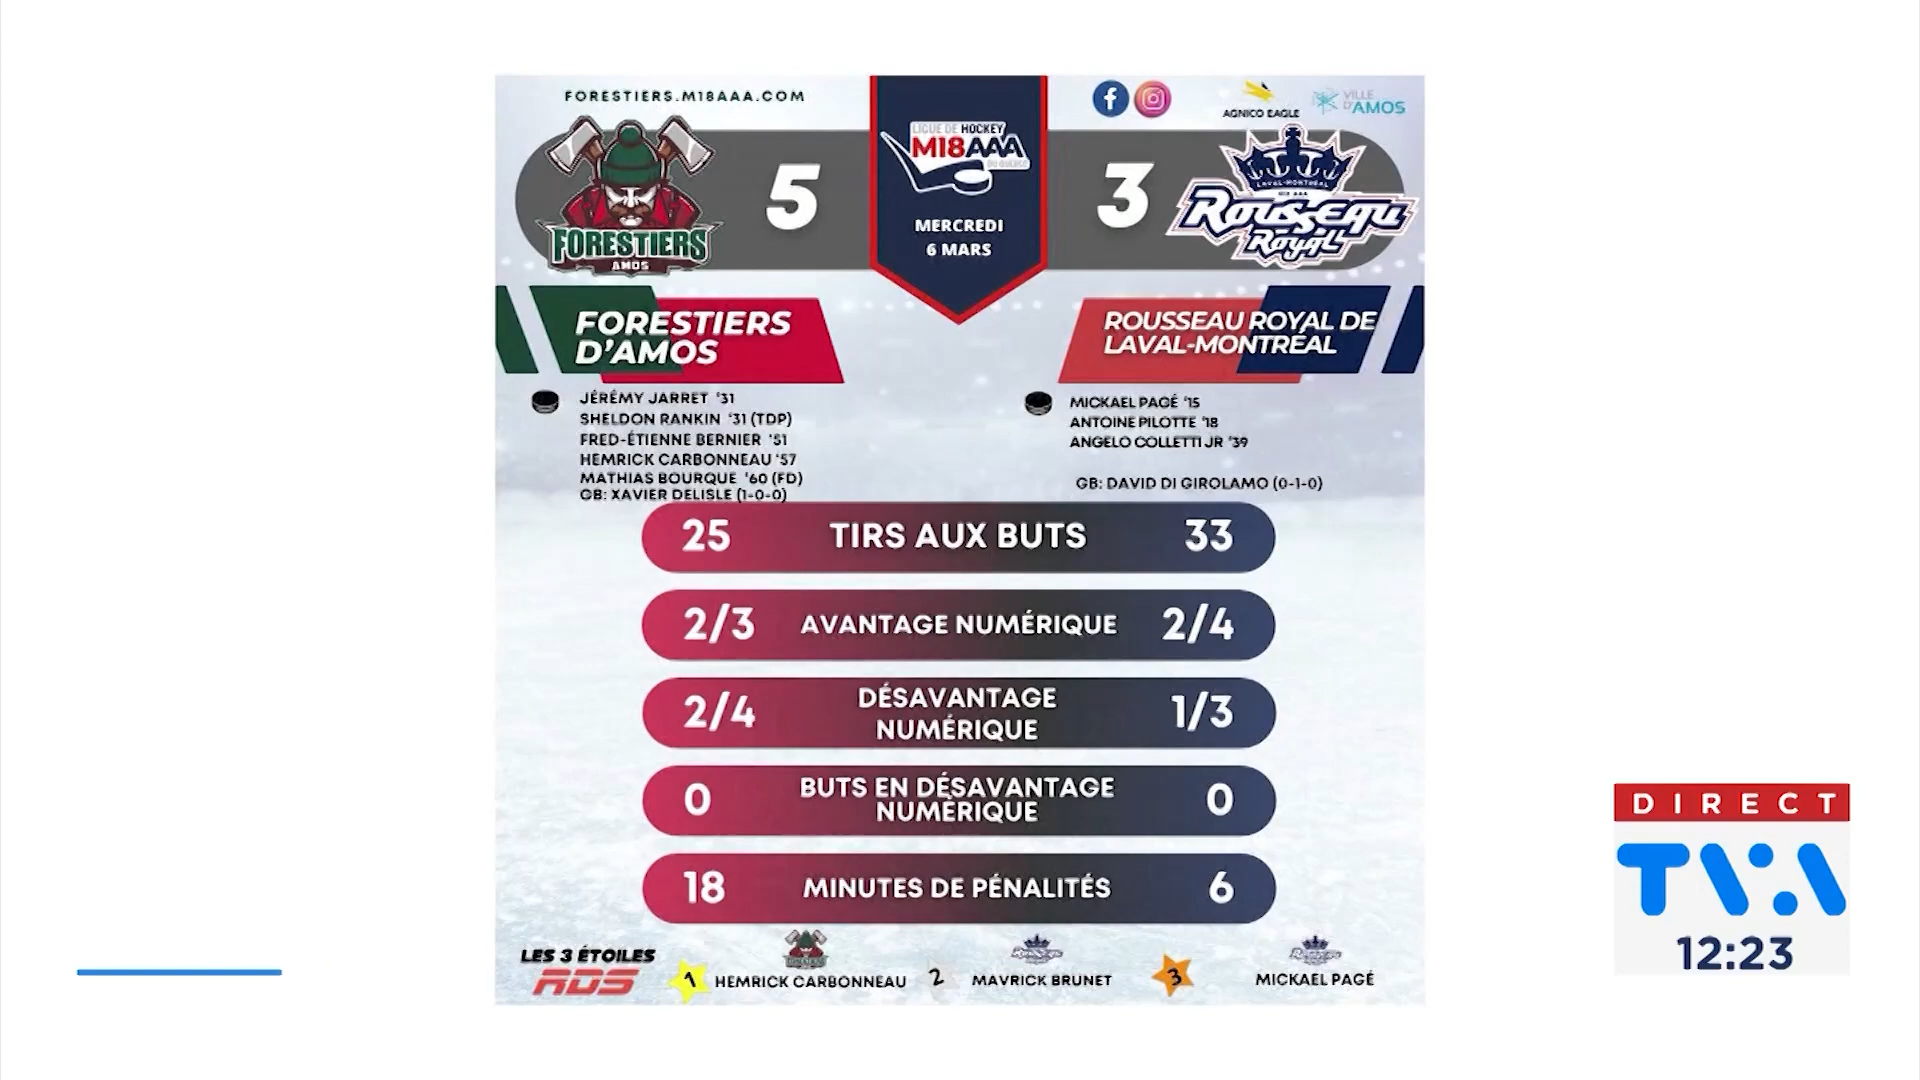 FORESTIERS.M18AAA.COM
AGNICO EAGLE
VILLE
D'AMOS
LIGUE DE HOCKEY
M18AAA
DU QUÉBEC
MERCREDI
6 MARS
FORESTIERS
AMOS
5
3
LAVAL-MONTRÉAL
M18 AAA
Rousseau
Royal
FORESTIERS
D'AMOS
ROUSSEAU ROYAL DE
LAVAL-MONTRÉAL
JÉRÉMY JARRET '31
SHELDON RANKIN '31 (TDP)
FRED-ÉTIENNE BERNIER '51
HEMRICK CARBONNEAU '57
MATHIAS BOURQUE '60 (FD)
GB: XAVIER DELISLE (1-0-0)
MICKAEL PAGÉ '15
ANTOINE PILOTTE '18
ANGELO COLLETTI JR '39
GB: DAVID DI GIROLAMO (0-1-0)
25 TIRS AUX BUTS 33
2/3 AVANTAGE NUMÉRIQUE 2/4
2/4 DÉSAVANTAGE NUMÉRIQUE 1/3
0 BUTS EN DÉSAVANTAGE NUMÉRIQUE 0
18 MINUTES DE PÉNALITÉS 6
LES 3 ÉTOILES
RDS
1 HEMRICK CARBONNEAU
2 MAVRICK BRUNET
3 MICKAEL PAGÉ
DIRECT
TVA
12:23